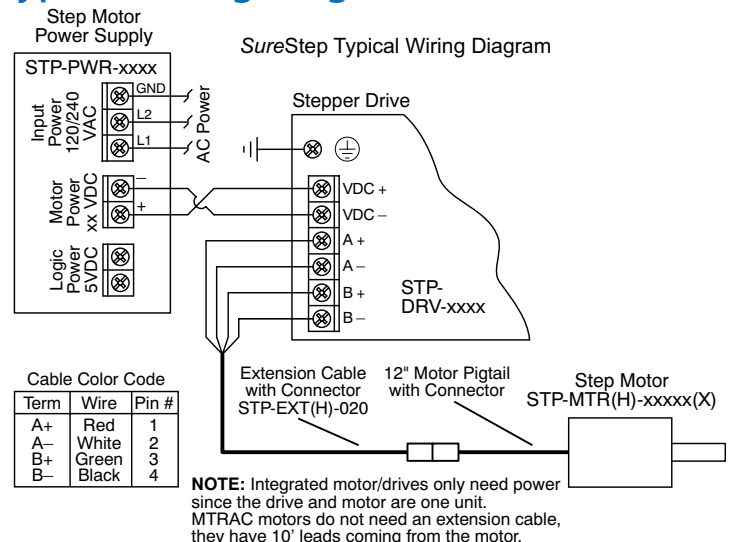 Step Motor
Power Supply
SureStep Typical Wiring Diagram
STP-PWR-xxxx
Input
Power
120/240
VAC
GND
L2
L1
AC Power
Motor
Power
xx VDC
–
+
Logic
Power
5VDC
Stepper Drive
VDC +
VDC –
A +
A –
B +
B –
STP-
DRV-xxxx
Cable Color Code
Term Wire Pin #
A+ Red 1
A– White 2
B+ Green 3
B– Black 4
Extension Cable
with Connector
STP-EXT(H)-020
12" Motor Pigtail
with Connector
Step Motor
STP-MTR(H)-xxxxx(X)
NOTE: Integrated motor/drives only need power
since the drive and motor are one unit.
MTRAC motors do not need an extension cable,
they have 10' leads coming from the motor.